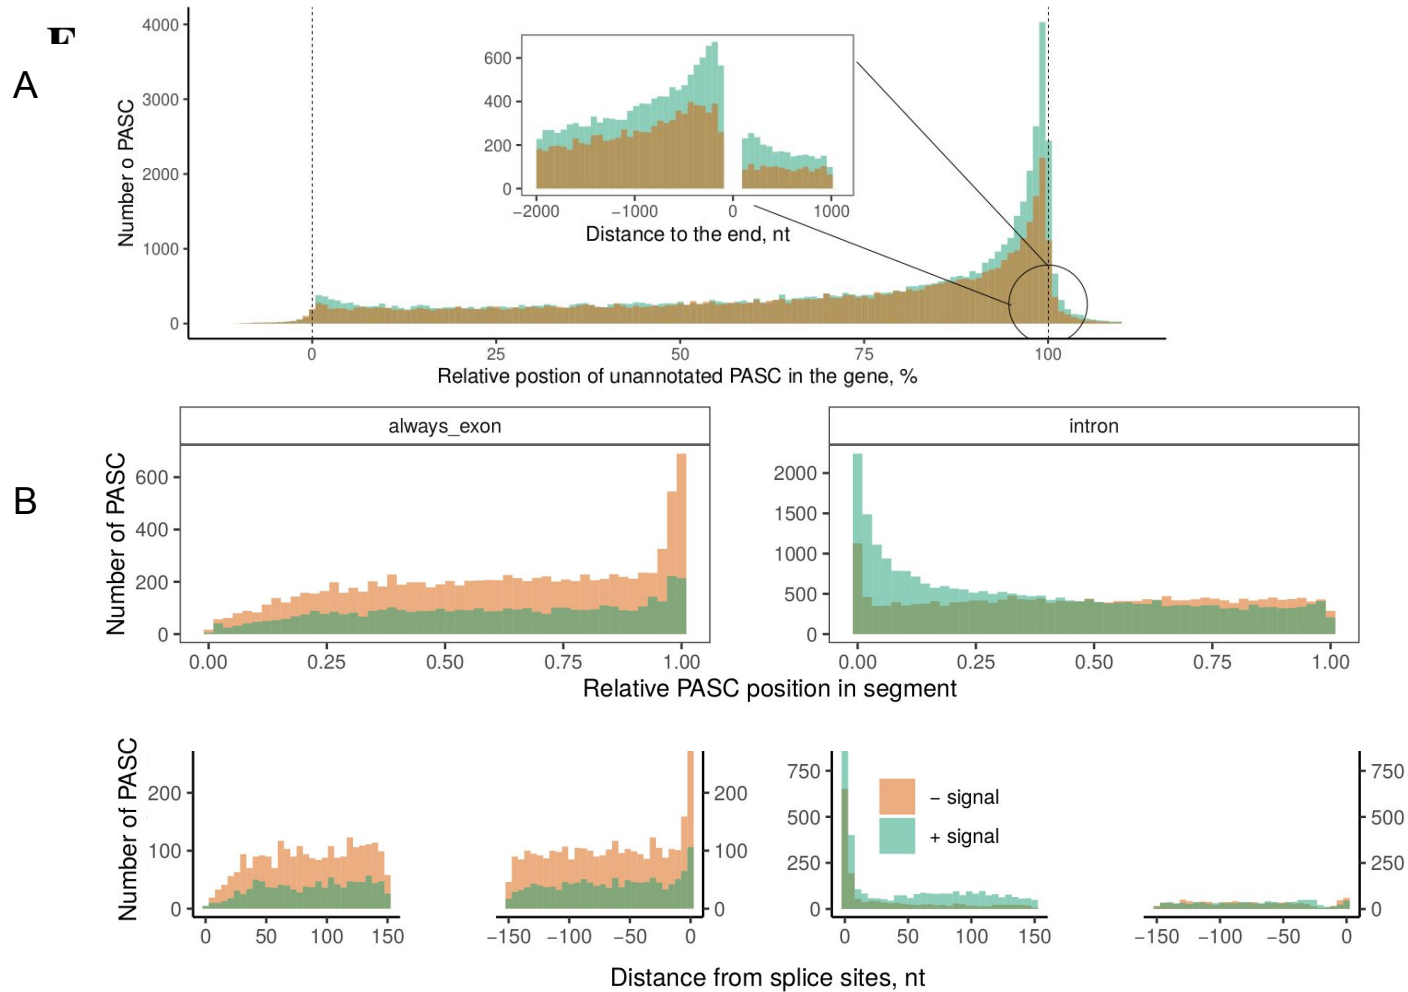 F
A
Number o PASC
4000
3000
2000
1000
0
600
400
200
0
−2000 −1000 0 1000
Distance to the end, nt
0 25 50 75 100
Relative postion of unannotated PASC in the gene, %
B
always_exon
Number of PASC
600
400
200
0
0.00 0.25 0.50 0.75 1.00
intron
2000
1500
1000
500
0
0.00 0.25 0.50 0.75 1.00
Relative PASC position in segment
Number of PASC
200
100
0
0 50 100 150
200
100
0
−150 −100 −50 0
750
500
250
0
− signal
+ signal
0 50 100 150
750
500
250
0
−150 −100 −50 0
Distance from splice sites, nt